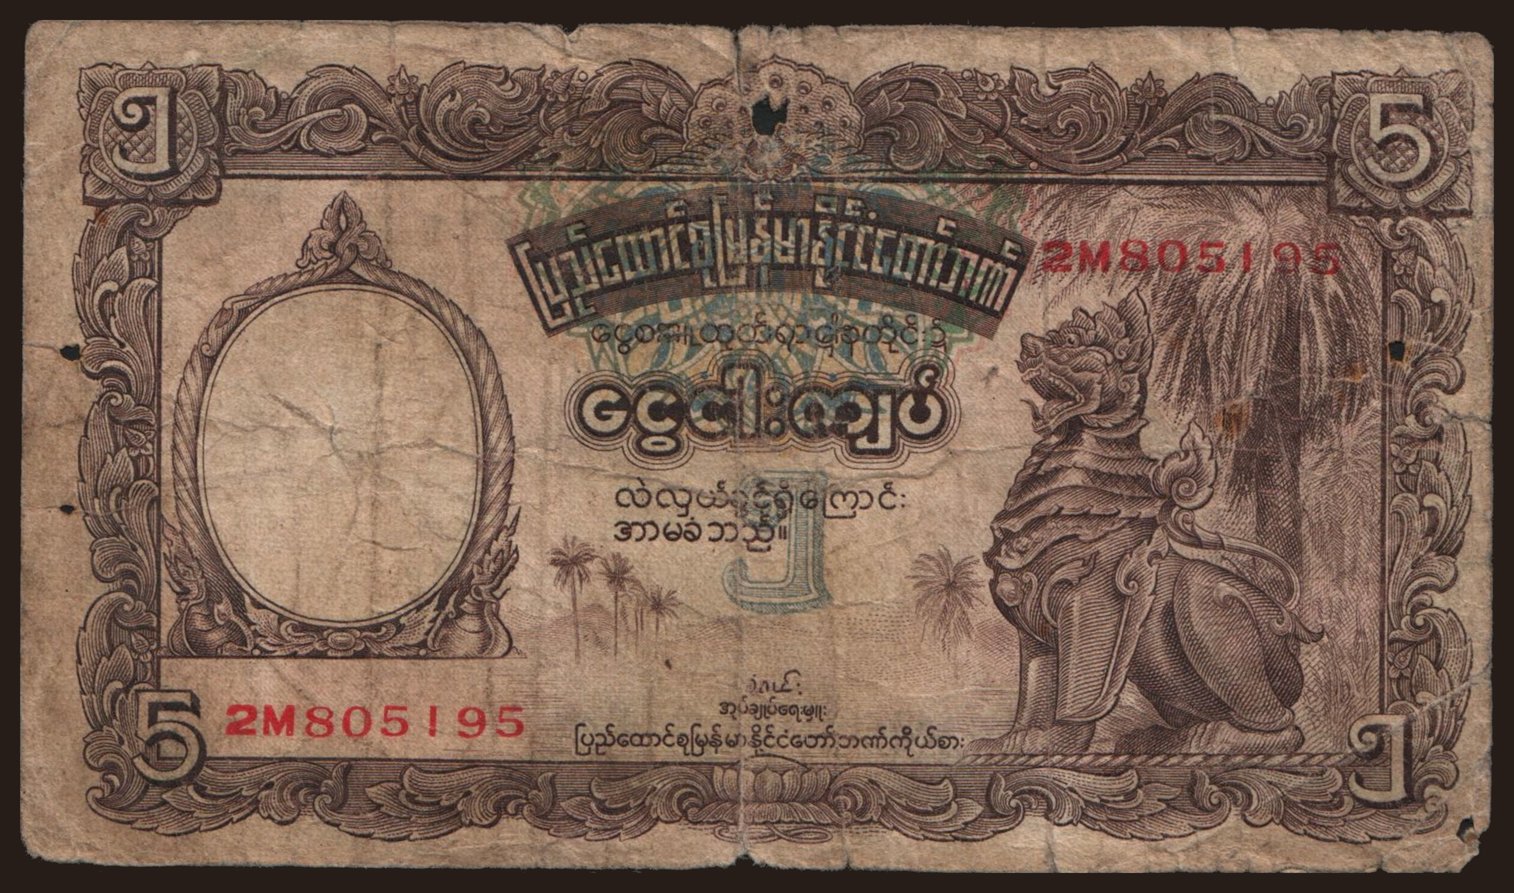 ၅
5
ပြည်ထောင်စုမြန်မာနိုင်ငံတော်ဘဏ်
2M805195
ငွေငါးကျပ်
လဲလှယ်ခွင့်ရှိကြောင်း
အာမခံဘည်။
၅
အုပ်ချုပ်ရေးမှူး
ပြည်ထောင်စုမြန်မာနိုင်ငံတော်ဘဏ်ကိုယ်စား
5
2M805195
၅